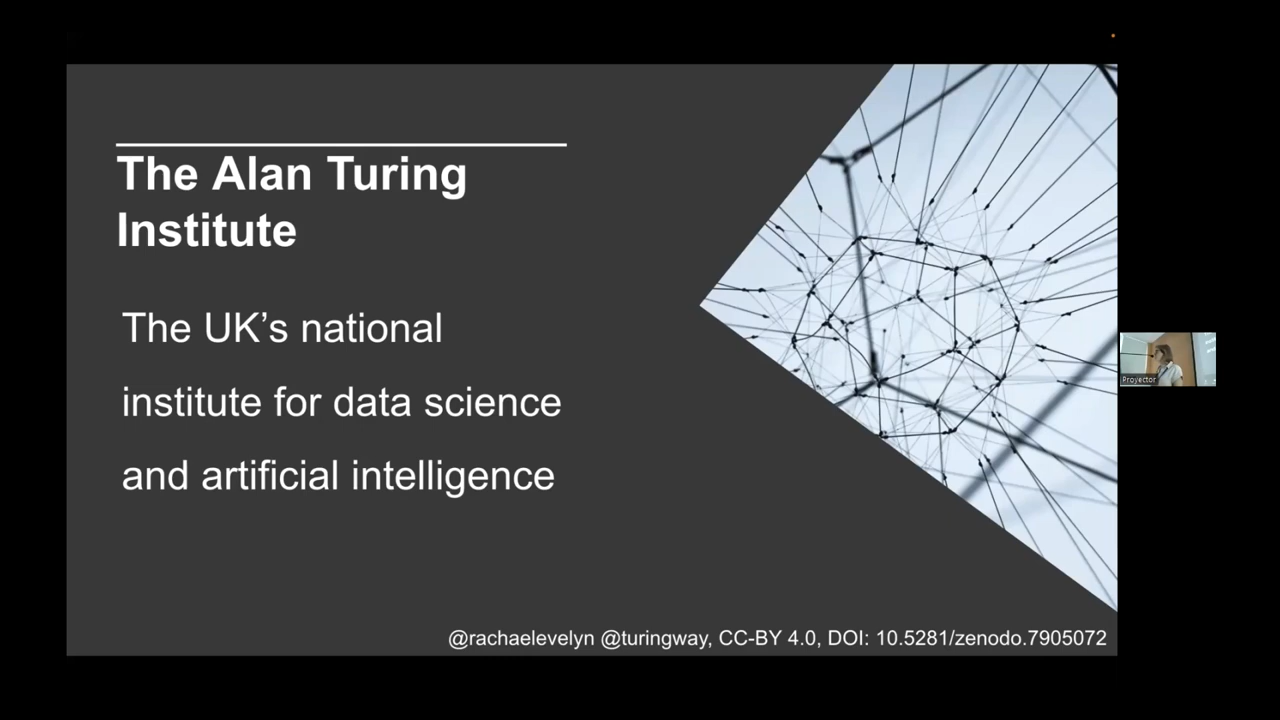 The Alan Turing
Institute
The UK’s national
institute for data science
and artificial intelligence
@rachaelevelyn @turingway, CC-BY 4.0, DOI: 10.5281/zenodo.7905072
Proyector